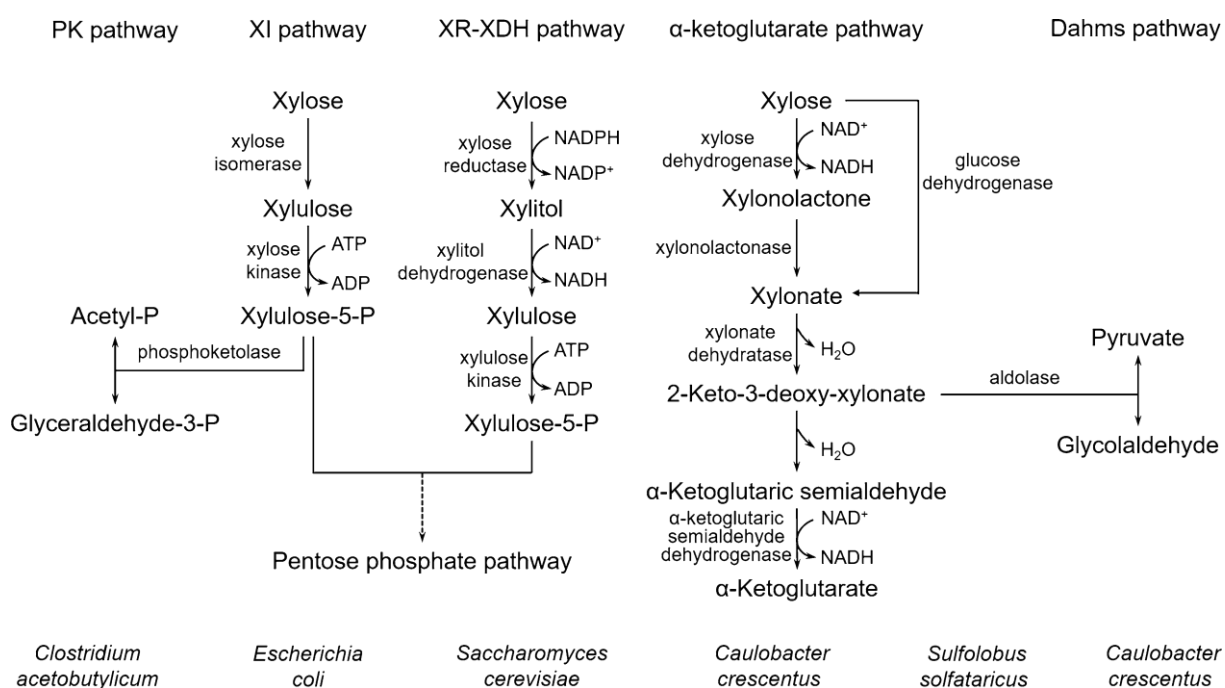 PK pathway
XI pathway
XR-XDH pathway
α-ketoglutarate pathway
Dahms pathway
Xylose
xylose
isomerase
Xylulose
xylose
kinase
ATP
ADP
Xylulose-5-P
Acetyl-P
phosphoketolase
Glyceraldehyde-3-P
Xylose
xylose
reductase
NADPH
NADP⁺
Xylitol
xylitol
dehydrogenase
NAD⁺
NADH
Xylulose
xylulose
kinase
ATP
ADP
Xylulose-5-P
Pentose phosphate pathway
Xylose
xylose
dehydrogenase
NAD⁺
NADH
glucose
dehydrogenase
Xylonolactone
xylonolactonase
Xylonate
xylonate
dehydratase
H₂O
2-Keto-3-deoxy-xylonate
H₂O
α-Ketoglutaric semialdehyde
α-ketoglutaric
semialdehyde
dehydrogenase
NAD⁺
NADH
α-Ketoglutarate
aldolase
Pyruvate
Glycolaldehyde
Clostridium
acetobutylicum
Escherichia
coli
Saccharomyces
cerevisiae
Caulobacter
crescentus
Sulfolobus
solfataricus
Caulobacter
crescentus